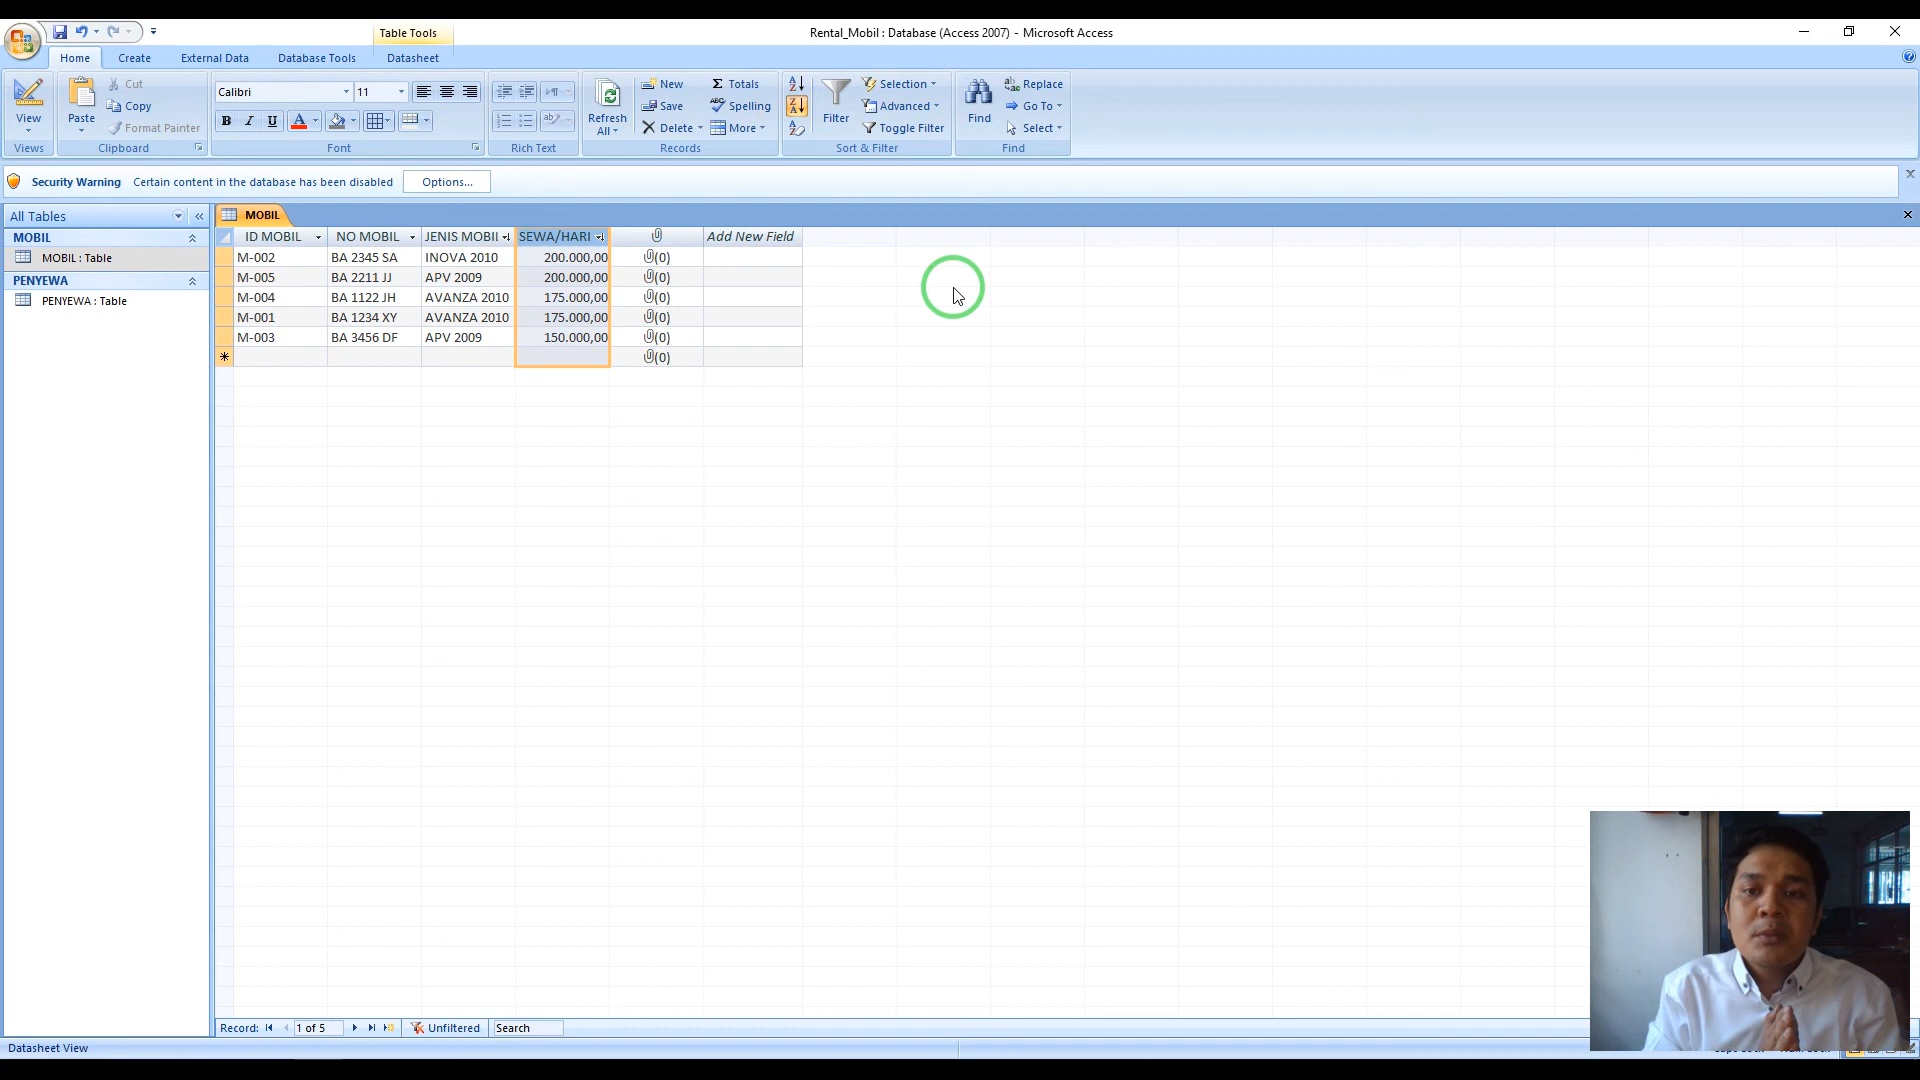 Table Tools
Rental_Mobil : Database (Access 2007) - Microsoft Access
Home Create External Data Database Tools Datasheet
View
Views
Paste
Cut
Copy
Format Painter
Clipboard
Calibri 11
B I U A
Font
Rich Text
Refresh All
New
Save
Delete
Totals
Spelling
More
Records
Filter
Selection
Advanced
Toggle Filter
Sort & Filter
Find
Replace
Go To
Select
Find
Security Warning Certain content in the database has been disabled Options...
All Tables
MOBIL
MOBIL : Table
PENYEWA
PENYEWA : Table
MOBIL
ID MOBIL NO MOBIL JENIS MOBII SEWA/HARI Add New Field
M-002 BA 2345 SA INOVA 2010 200.000,00 (0)
M-005 BA 2211 JJ APV 2009 200.000,00 (0)
M-004 BA 1122 JH AVANZA 2010 175.000,00 (0)
M-001 BA 1234 XY AVANZA 2010 175.000,00 (0)
M-003 BA 3456 DF APV 2009 150.000,00 (0)
(0)
Record: 1 of 5 Unfiltered Search
Datasheet View